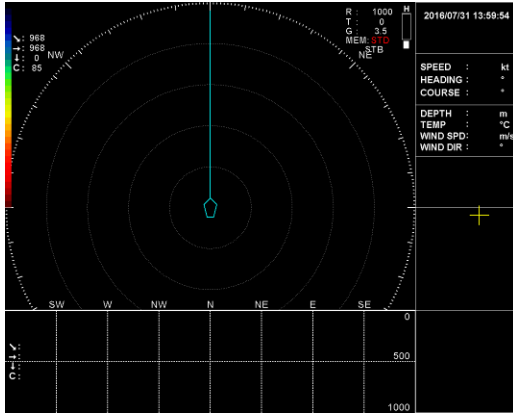 ↘: 968
→: 968
↓: 0
C: 85
NW
R : 1000
T : 0
G : 3.5
MEM: STD
STB
H
NE
2016/07/31 13:59:54
SPEED : kt
HEADING : °
COURSE : °
DEPTH : m
TEMP : °C
WIND SPD: m/s
WIND DIR : °
SW W NW N NE E SE
0
500
1000
↘:
→:
↓:
C: